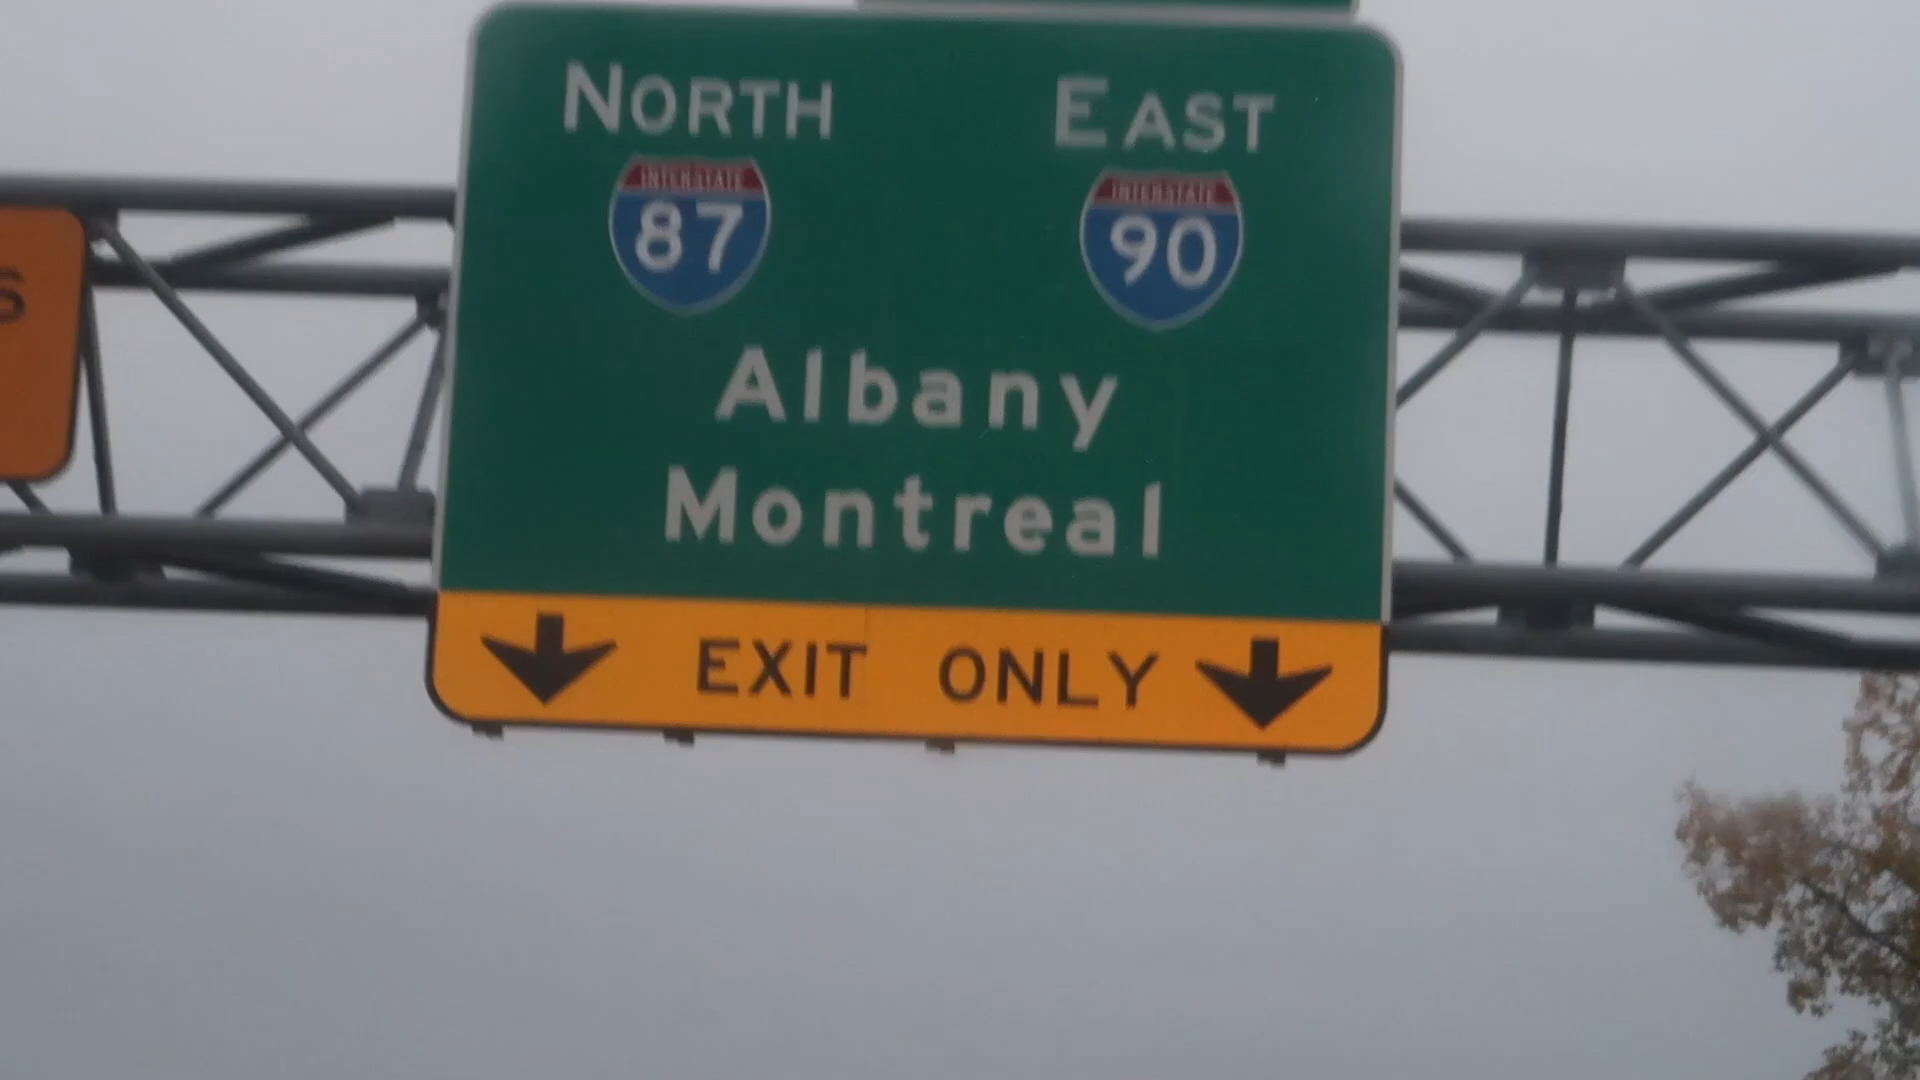 NORTH EAST
INTERSTATE INTERSTATE
87 90
Albany
Montreal
EXIT ONLY
S